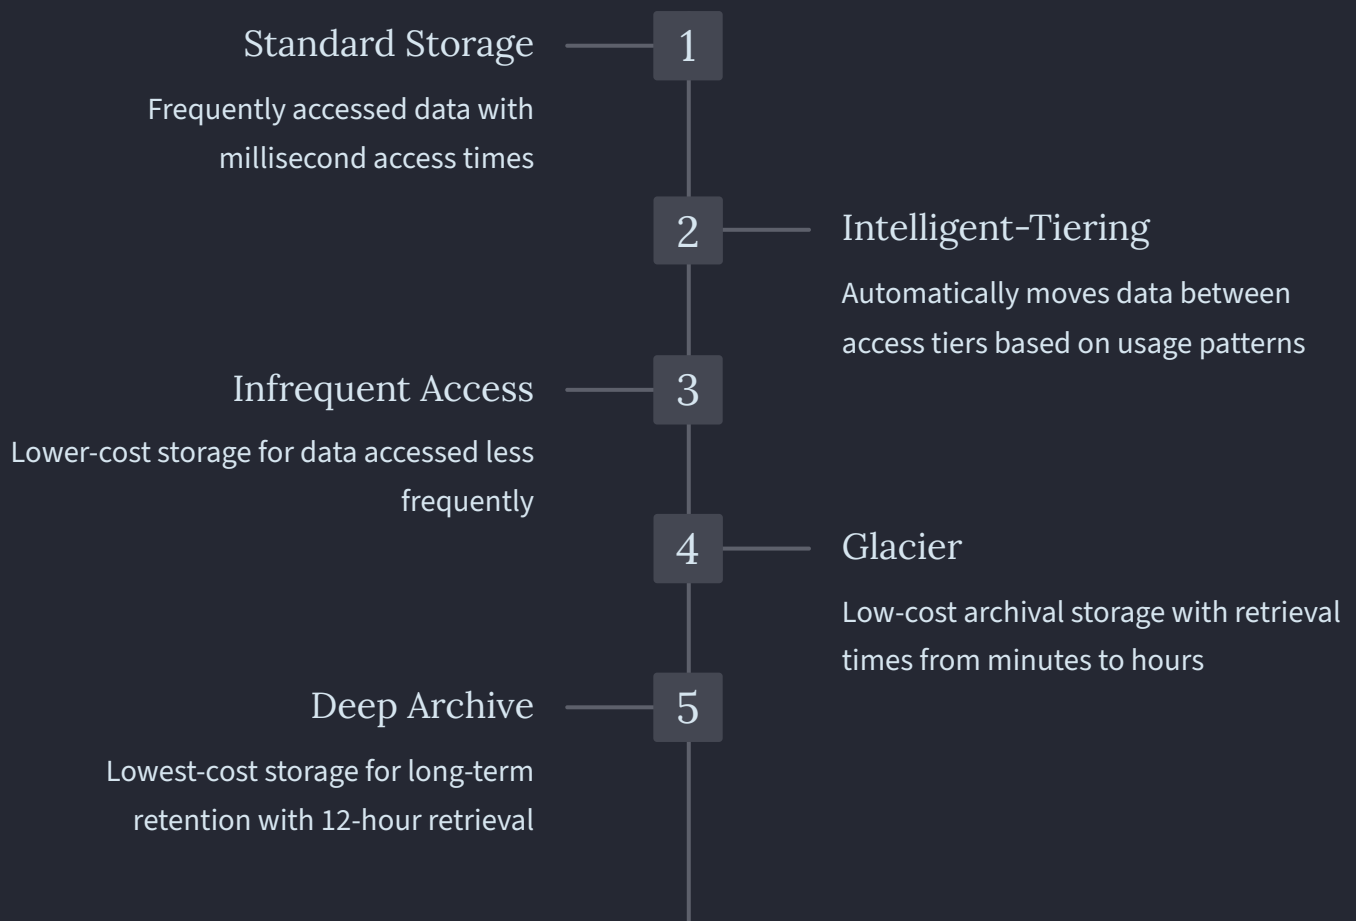 Standard Storage
1
Frequently accessed data with
millisecond access times
2
Intelligent-Tiering
Automatically moves data between
access tiers based on usage patterns
Infrequent Access
3
Lower-cost storage for data accessed less
frequently
4
Glacier
Low-cost archival storage with retrieval
times from minutes to hours
Deep Archive
5
Lowest-cost storage for long-term
retention with 12-hour retrieval